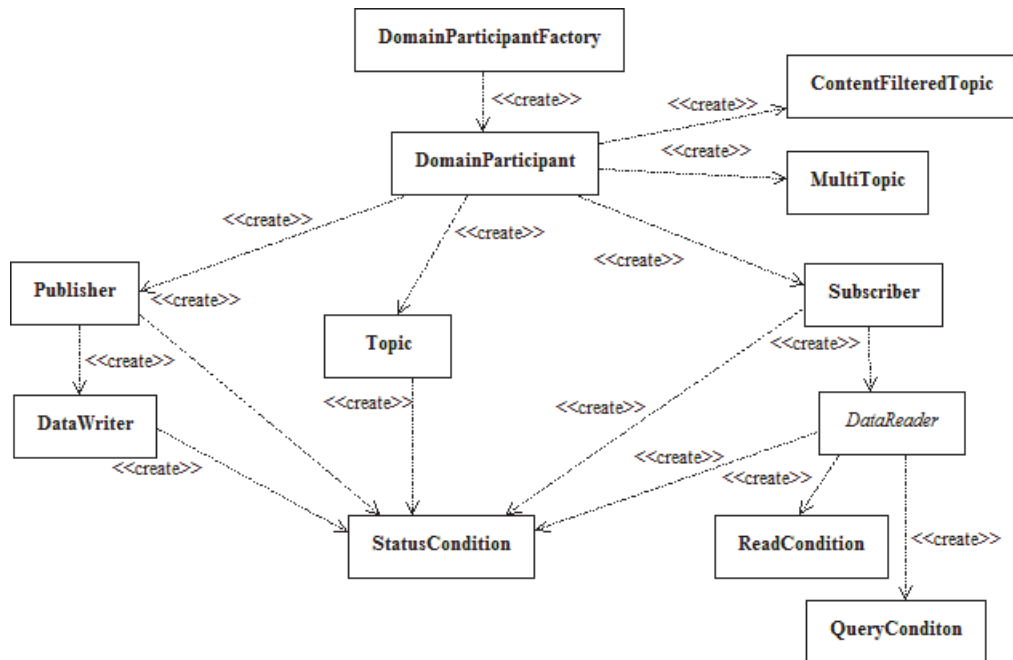 DomainParticipantFactory
<<create>>
ContentFilteredTopic
<<create>>
DomainParticipant
<<create>>
MultiTopic
<<create>>
<<create>>
<<create>>
Publisher
<<create>>
Subscriber
Topic
<<create>>
<<create>>
<<create>>
<<create>>
DataWriter
DataReader
<<create>>
<<create>>
<<create>>
StatusCondition
ReadCondition
<<create>>
QueryConditon